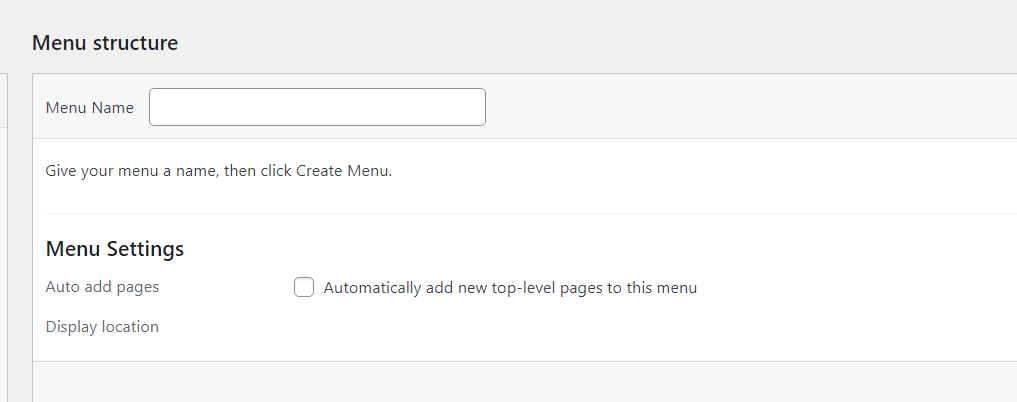 Menu structure
Menu Name
Give your menu a name, then click Create Menu.
Menu Settings
Auto add pages
Automatically add new top-level pages to this menu
Display location